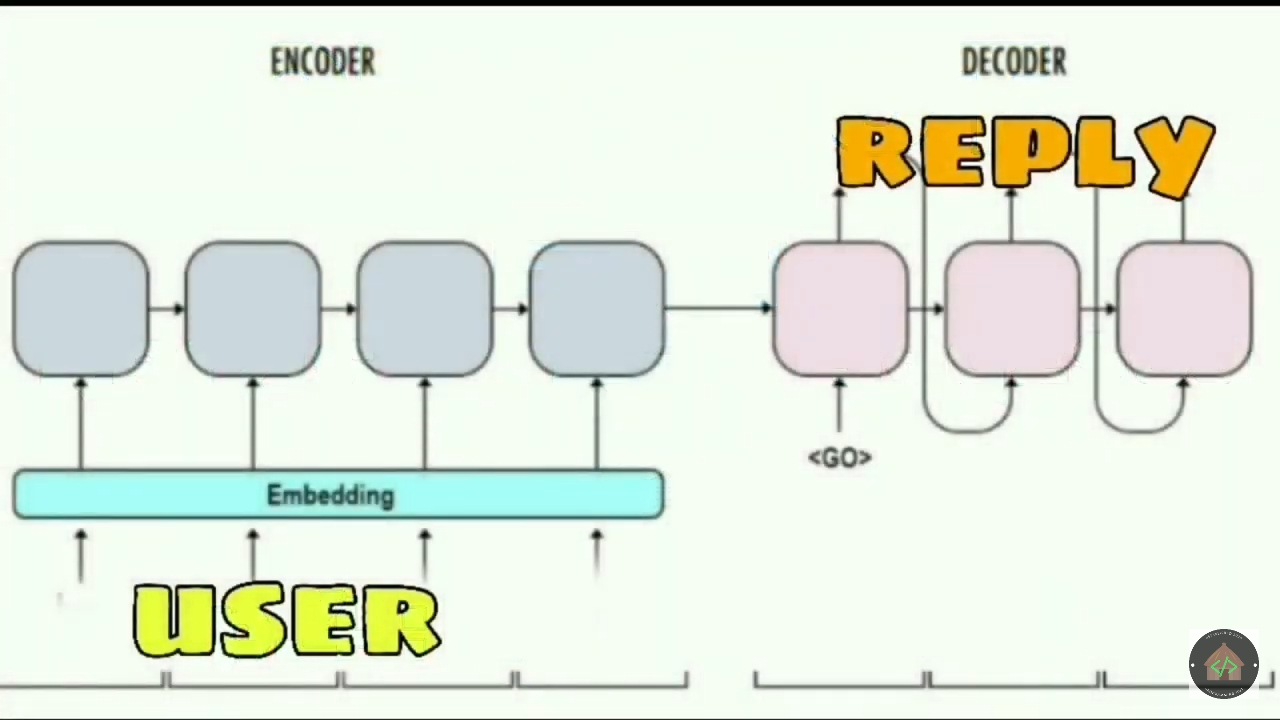 ENCODER
DECODER
REPLY
<GO>
Embedding
USER
</>